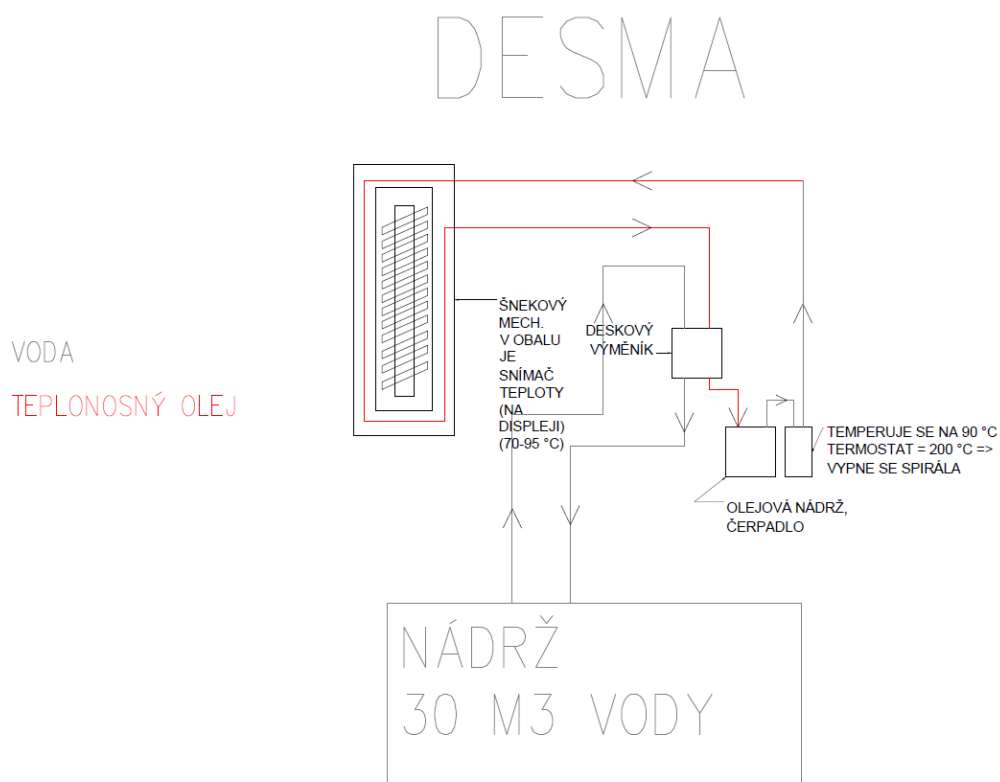 DESMA
VODA
TEPLONOSNÝ OLEJ
ŠNEKOVÝ
MECH.
V OBALU
JE
SNÍMAČ
TEPLOTY
(NA
DISPLEJI)
(70-95 °C)
DESKOVÝ
VÝMĚNÍK
TEMPERUJE SE NA 90 °C
TERMOSTAT = 200 °C =>
VYPNE SE SPIRÁLA
OLEJOVÁ NÁDRŽ,
ČERPADLO
NÁDRŽ
30 M3 VODY